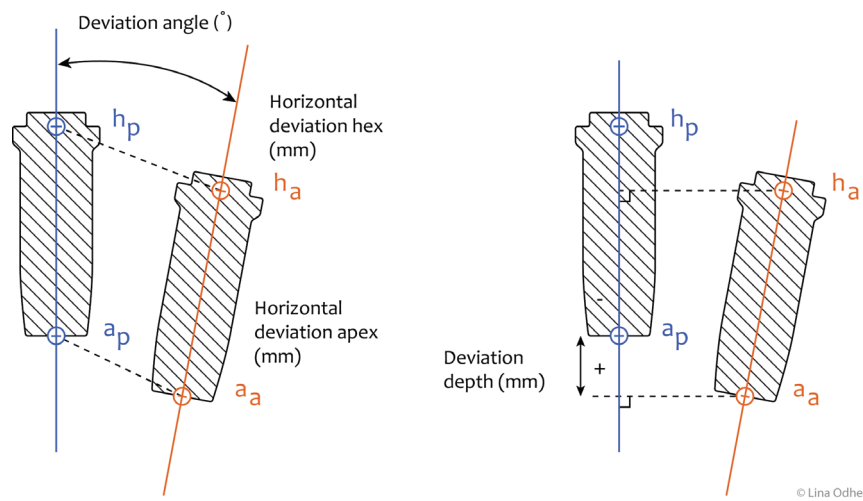 Deviation angle (°)
Horizontal
deviation hex
(mm)
hp
ha
Horizontal
deviation apex
(mm)
ap
aa
hp
ha
-
ap
Deviation
depth (mm)
+
aa
© Lina Odhe